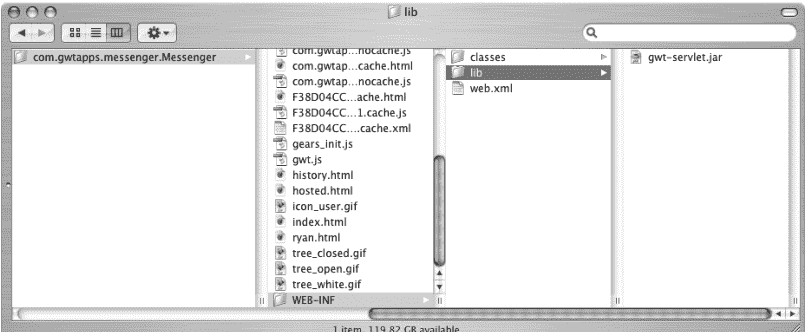 lib
com.gwtapps.messenger.Messenger
com.gwtap...nocache.js
com.gwtap....cache.html
com.gwtap...nocache.js
F38D04CC...ache.html
F38D04CC...1.cache.js
F38D04CC....cache.xml
gears_init.js
gwt.js
history.html
hosted.html
icon_user.gif
index.html
ryan.html
tree_closed.gif
tree_open.gif
tree_white.gif
WEB-INF
classes
lib
web.xml
gwt-servlet.jar
1 item, 119.82 GB available